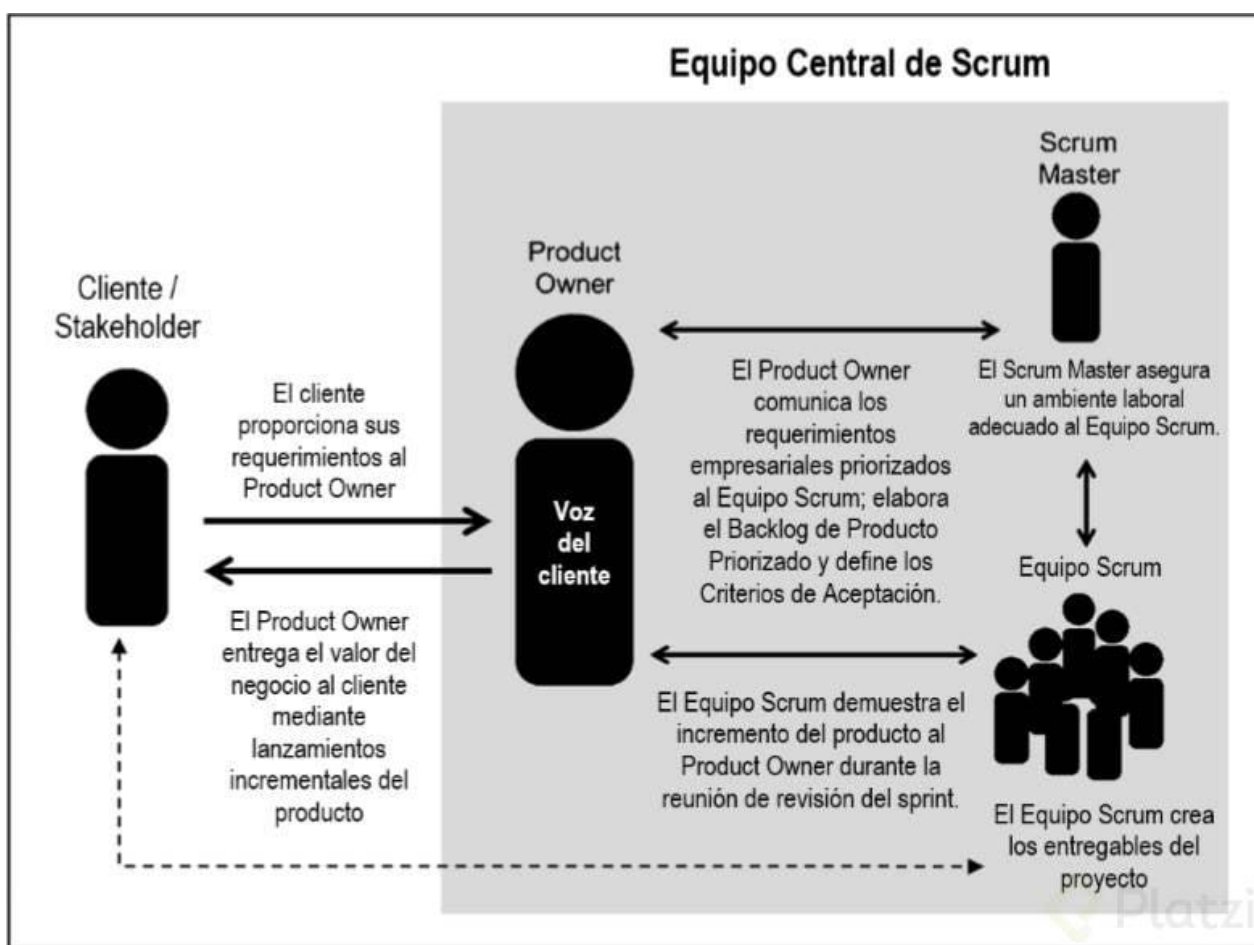 Equipo Central de Scrum
Cliente /
Stakeholder
El cliente
proporciona sus
requerimientos al
Product Owner
El Product Owner
entrega el valor del
negocio al cliente
mediante
lanzamientos
incrementales del
producto
Product
Owner
Voz
del
cliente
El Product Owner
comunica los
requerimientos
empresariales priorizados
al Equipo Scrum; elabora
el Backlog de Producto
Priorizado y define los
Criterios de Aceptación.
El Equipo Scrum demuestra el
incremento del producto al
Product Owner durante la
reunión de revisión del sprint.
Scrum
Master
El Scrum Master asegura
un ambiente laboral
adecuado al Equipo Scrum.
Equipo Scrum
El Equipo Scrum crea
los entregables del
proyecto
Platzi